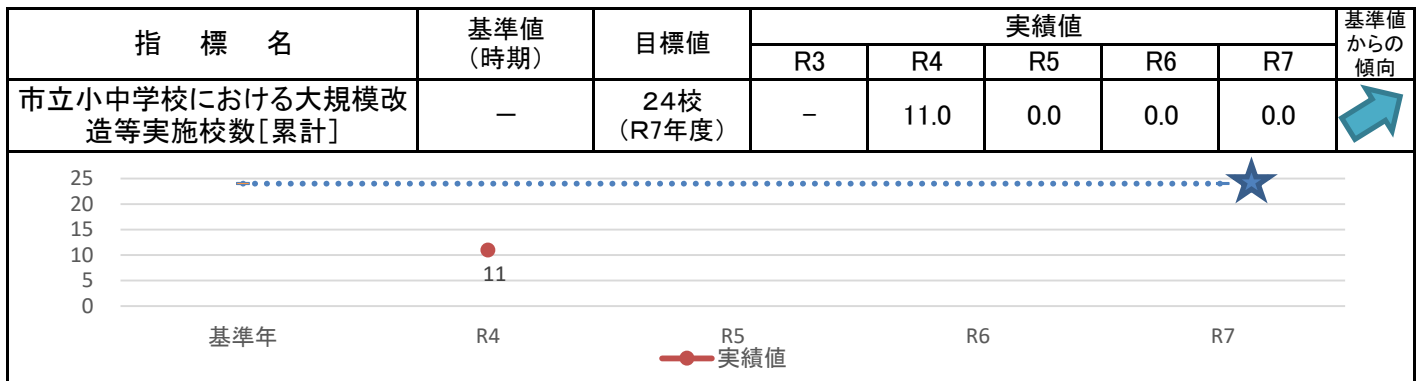 指 標 名 基準値 目標値 実績値 基準値
(時期) からの
R3 R4 R5 R6 R7 傾向
市立小中学校における大規模改 － 24校 － 11.0 0.0 0.0 0.0
造等実施校数[累計] (R7年度)
25
20
15
10
5
0
11
基準年 R4 R5 R6 R7
実績値